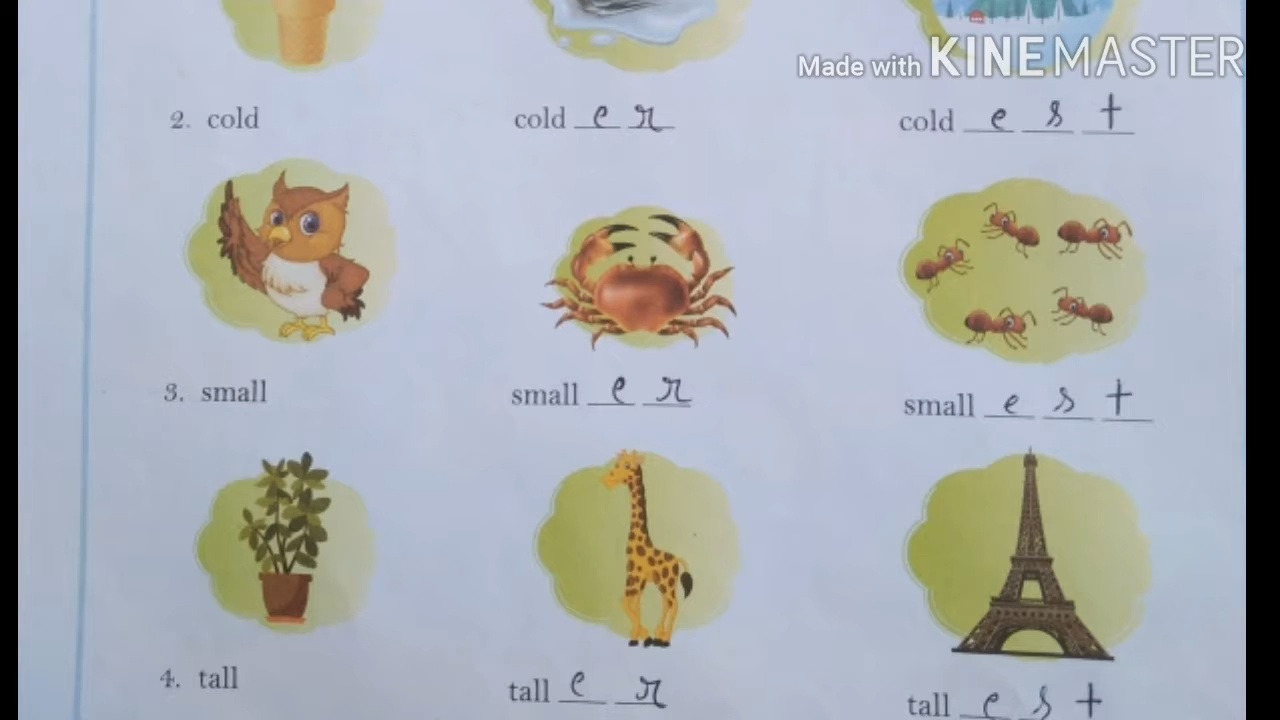 Made with KINEMASTER
2. cold cold e r cold e s t
3. small small e r small e s t
4. tall tall e r tall e s t